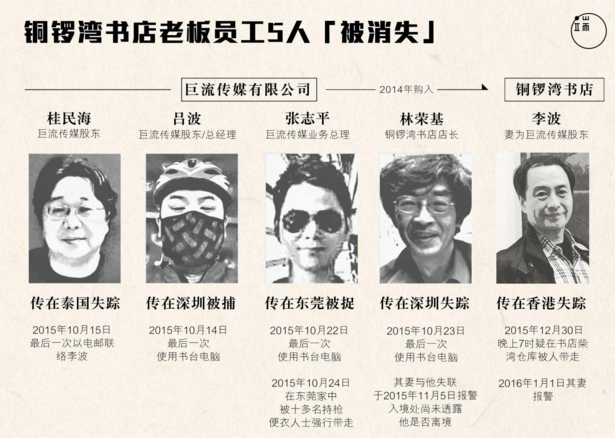 铜锣湾书店老板员工5人「被消失」
端
巨流传媒有限公司
2014年购入
铜锣湾书店
桂民海
巨流传媒股东
吕波
巨流传媒股东/总经理
张志平
巨流传媒业务总理
林荣基
铜锣湾书店店长
李波
妻为巨流传媒股东
传在泰国失踪
2015年10月15日
最后一次以电邮联
络李波
传在深圳被捕
2015年10月14日
最后一次
使用书台电脑
传在东莞被捉
2015年10月22日
最后一次
使用书台电脑
2015年10月24日
在东莞家中
被十多名持枪
便衣人士强行带走
传在深圳失踪
2015年10月23日
最后一次
使用书台电脑
其妻与他失联
于2015年11月5日报警
入境处尚未透露
他是否离境
传在香港失踪
2015年12月30日
晚上7时疑在书店柴
湾仓库被人带走
2016年1月1日其妻
报警